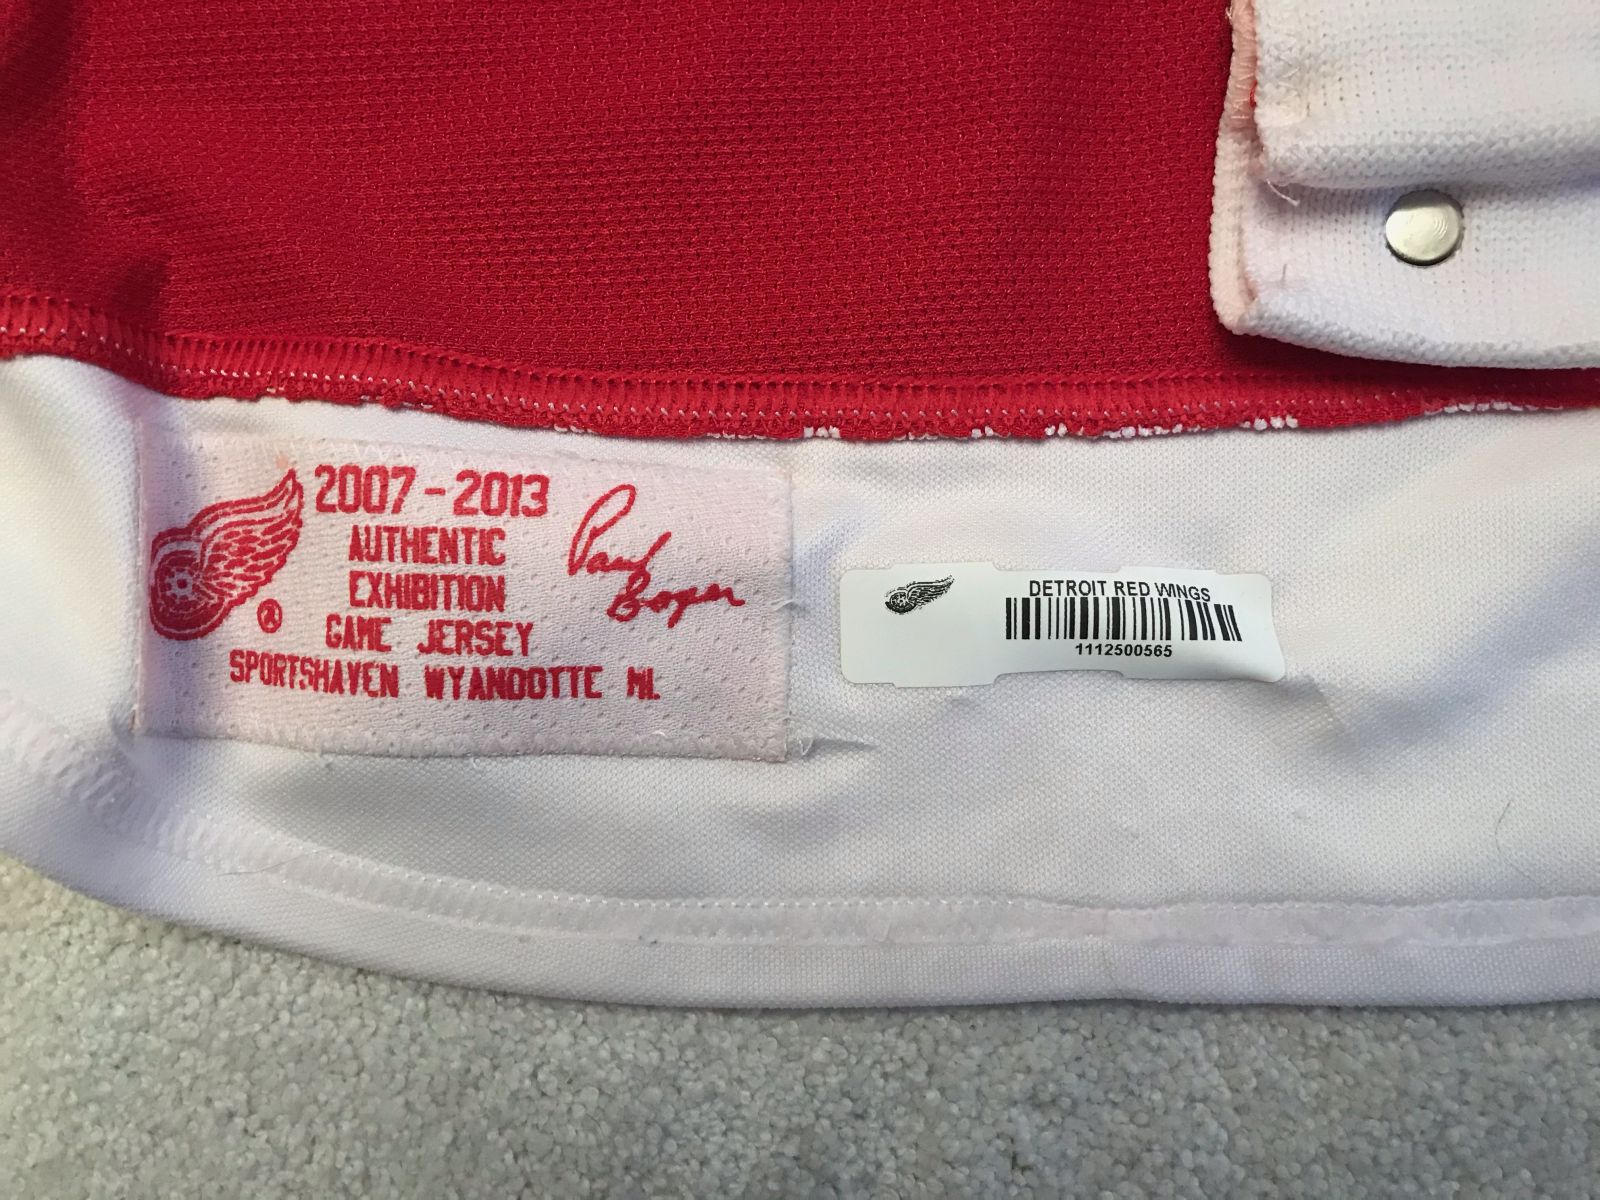 2007-2013
AUTHENTIC
EXHIBITION
GAME JERSEY
SPORTSHAVEN WYANDOTTE MI.
®
Paul
Boyer
DETROIT RED WINGS
1112500565